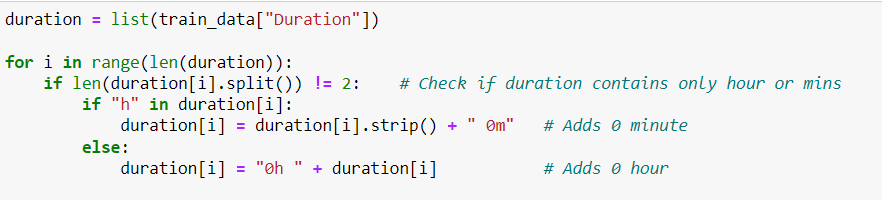 duration = list(train_data["Duration"])

for i in range(len(duration)):
    if len(duration[i].split()) != 2:    # Check if duration contains only hour or mins
        if "h" in duration[i]:
            duration[i] = duration[i].strip() + " 0m"   # Adds 0 minute
        else:
            duration[i] = "0h " + duration[i]           # Adds 0 hour